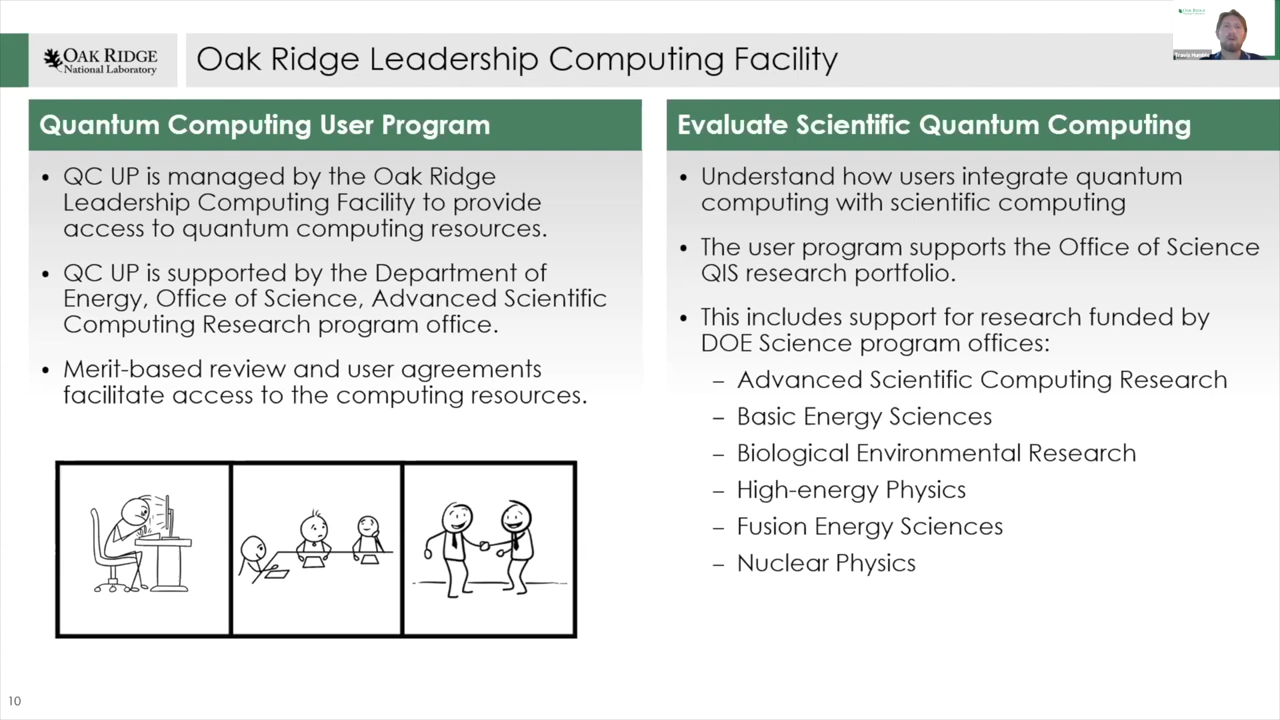 OAK RIDGE
National Laboratory
Oak Ridge Leadership Computing Facility
OAK RIDGE
Travis Humble
Quantum Computing User Program
• QC UP is managed by the Oak Ridge
Leadership Computing Facility to provide
access to quantum computing resources.
• QC UP is supported by the Department of
Energy, Office of Science, Advanced Scientific
Computing Research program office.
• Merit-based review and user agreements
facilitate access to the computing resources.
Evaluate Scientific Quantum Computing
• Understand how users integrate quantum
computing with scientific computing
• The user program supports the Office of Science
QIS research portfolio.
• This includes support for research funded by
DOE Science program offices:
– Advanced Scientific Computing Research
– Basic Energy Sciences
– Biological Environmental Research
– High-energy Physics
– Fusion Energy Sciences
– Nuclear Physics
10